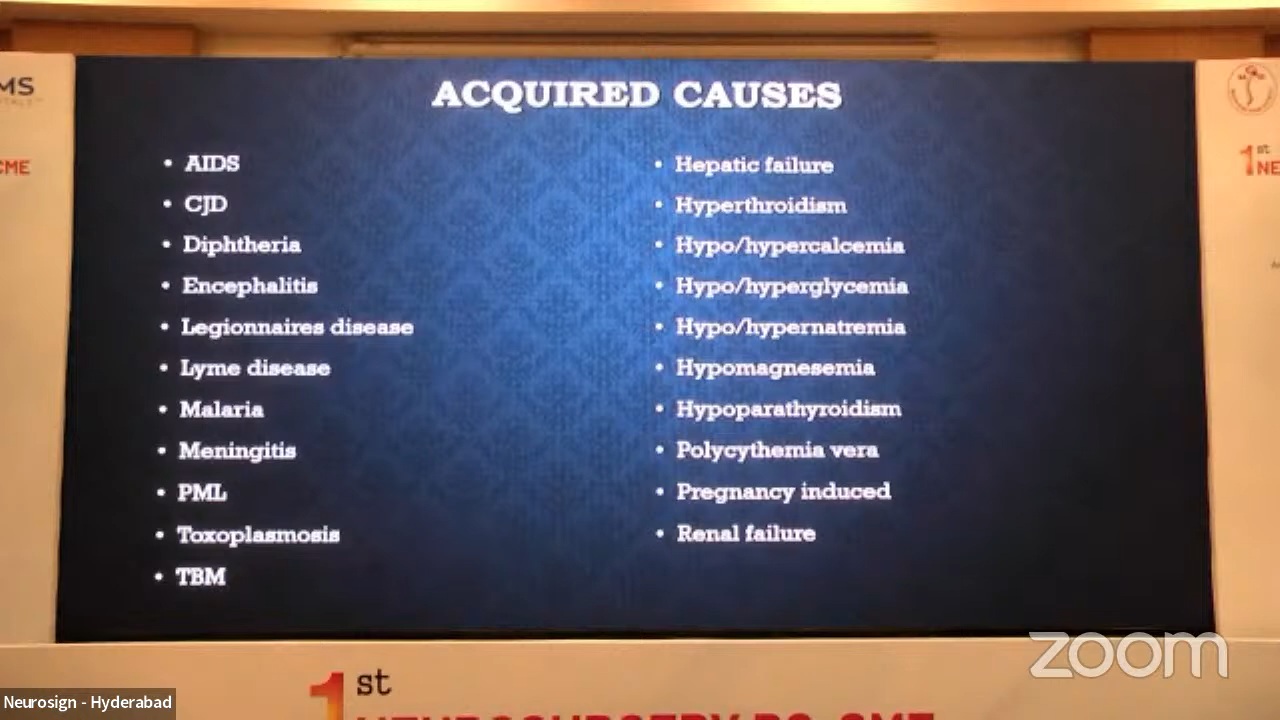 ACQUIRED CAUSES
• AIDS
• CJD
• Diphtheria
• Encephalitis
• Legionnaires disease
• Lyme disease
• Malaria
• Meningitis
• PML
• Toxoplasmosis
• TBM
• Hepatic failure
• Hyperthroidism
• Hypo/hypercalcemia
• Hypo/hyperglycemia
• Hypo/hypernatremia
• Hypomagnesemia
• Hypoparathyroidism
• Polycythemia vera
• Pregnancy induced
• Renal failure
MS
CME
1st
NE
1st
zoom
Neurosign - Hyderabad